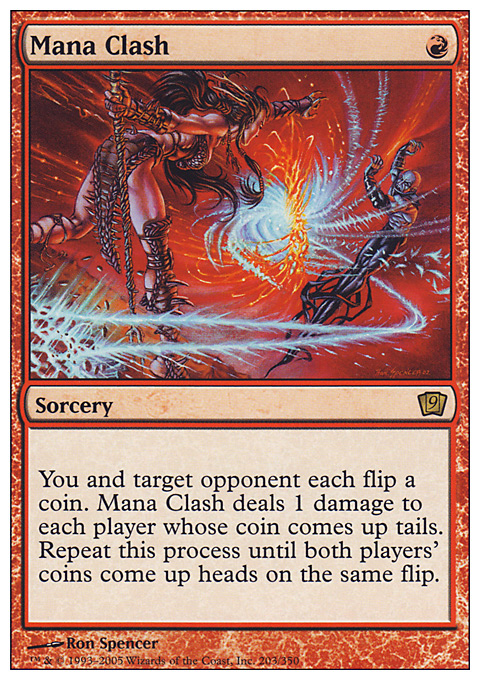 Mana Clash
Sorcery
9
You and target opponent each flip a
coin. Mana Clash deals 1 damage to
each player whose coin comes up tails.
Repeat this process until both players’
coins come up heads on the same flip.
Ron Spencer
™ & © 1993–2005 Wizards of the Coast, Inc. 203/350